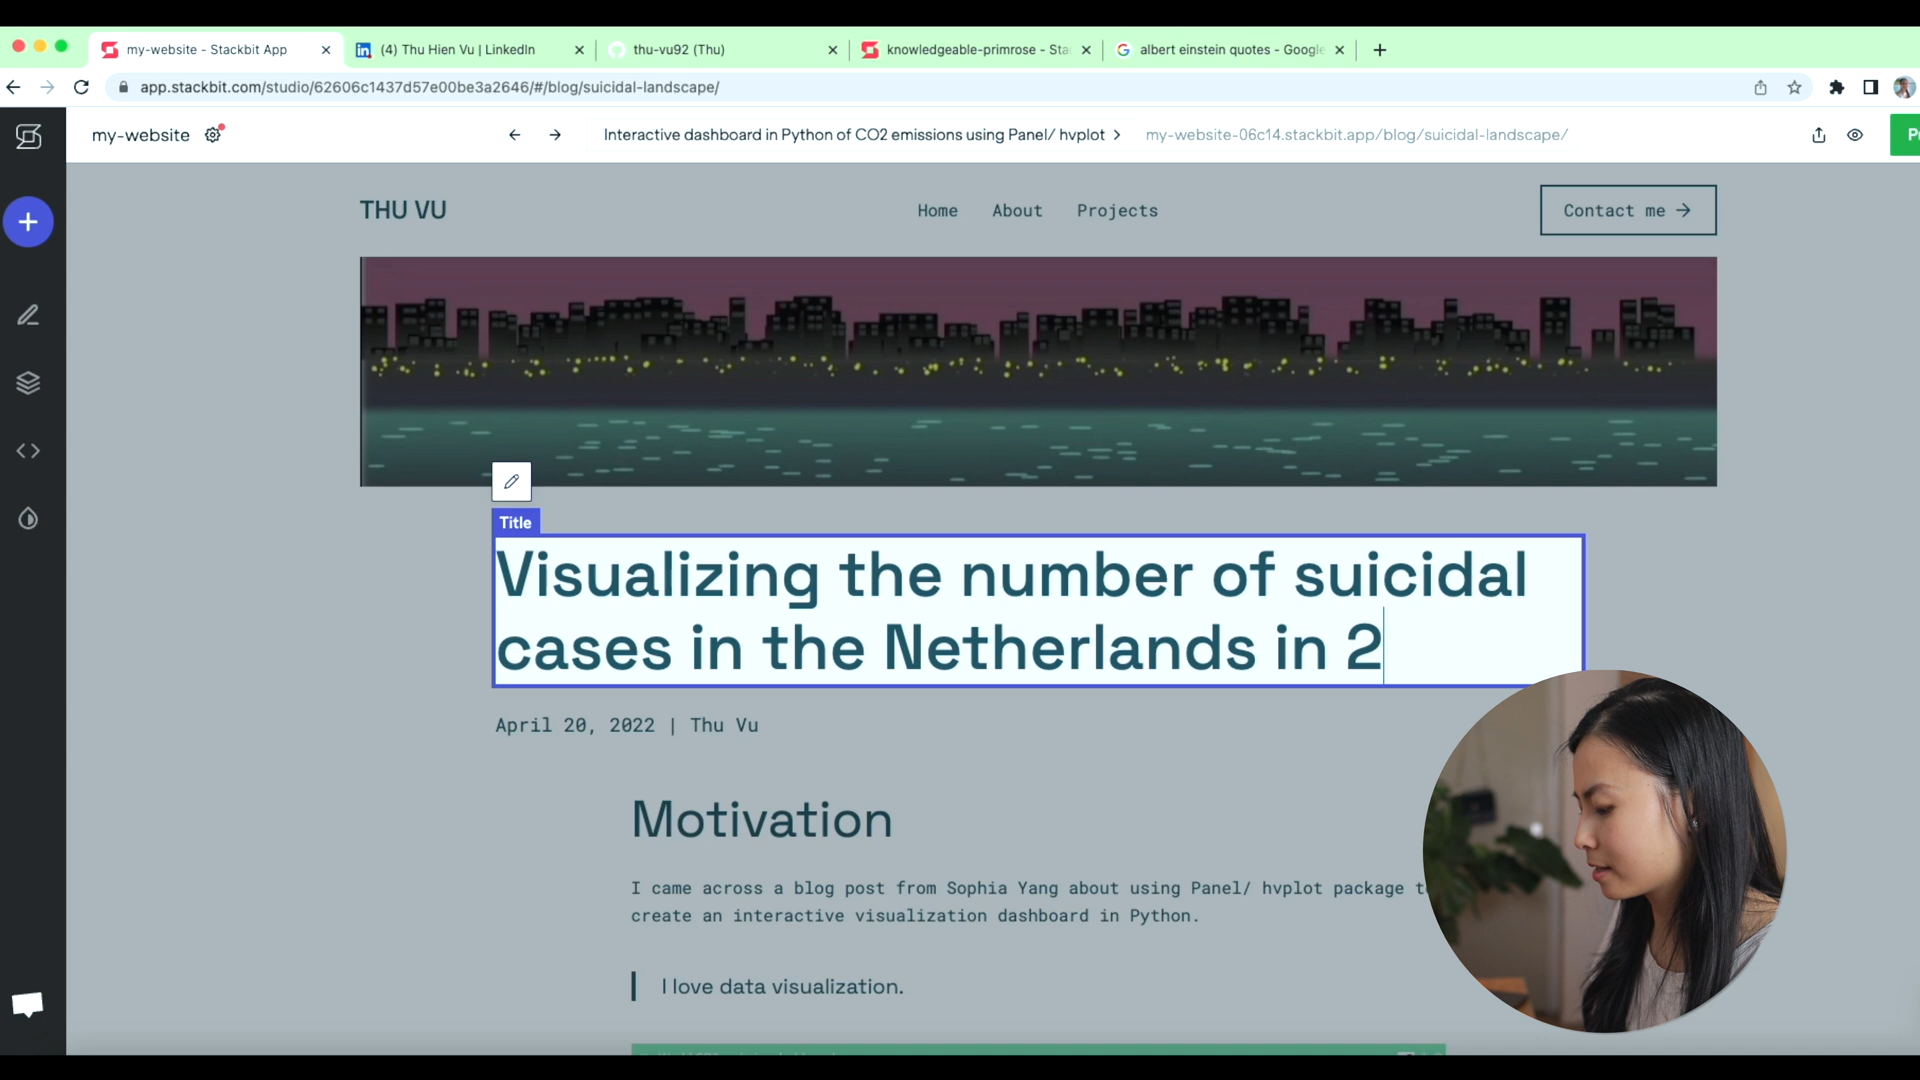 my-website - Stackbit App
(4) Thu Hien Vu | LinkedIn
thu-vu92 (Thu)
knowledgeable-primrose - Sta
albert einstein quotes - Google
app.stackbit.com/studio/62606c1437d57e00be3a2646/#/blog/suicidal-landscape/
my-website
Interactive dashboard in Python of CO2 emissions using Panel/ hvplot
my-website-06c14.stackbit.app/blog/suicidal-landscape/
THU VU
Home About Projects
Contact me →
Title
Visualizing the number of suicidal
cases in the Netherlands in 2
April 20, 2022 | Thu Vu
Motivation
I came across a blog post from Sophia Yang about using Panel/ hvplot package
create an interactive visualization dashboard in Python.
I love data visualization.